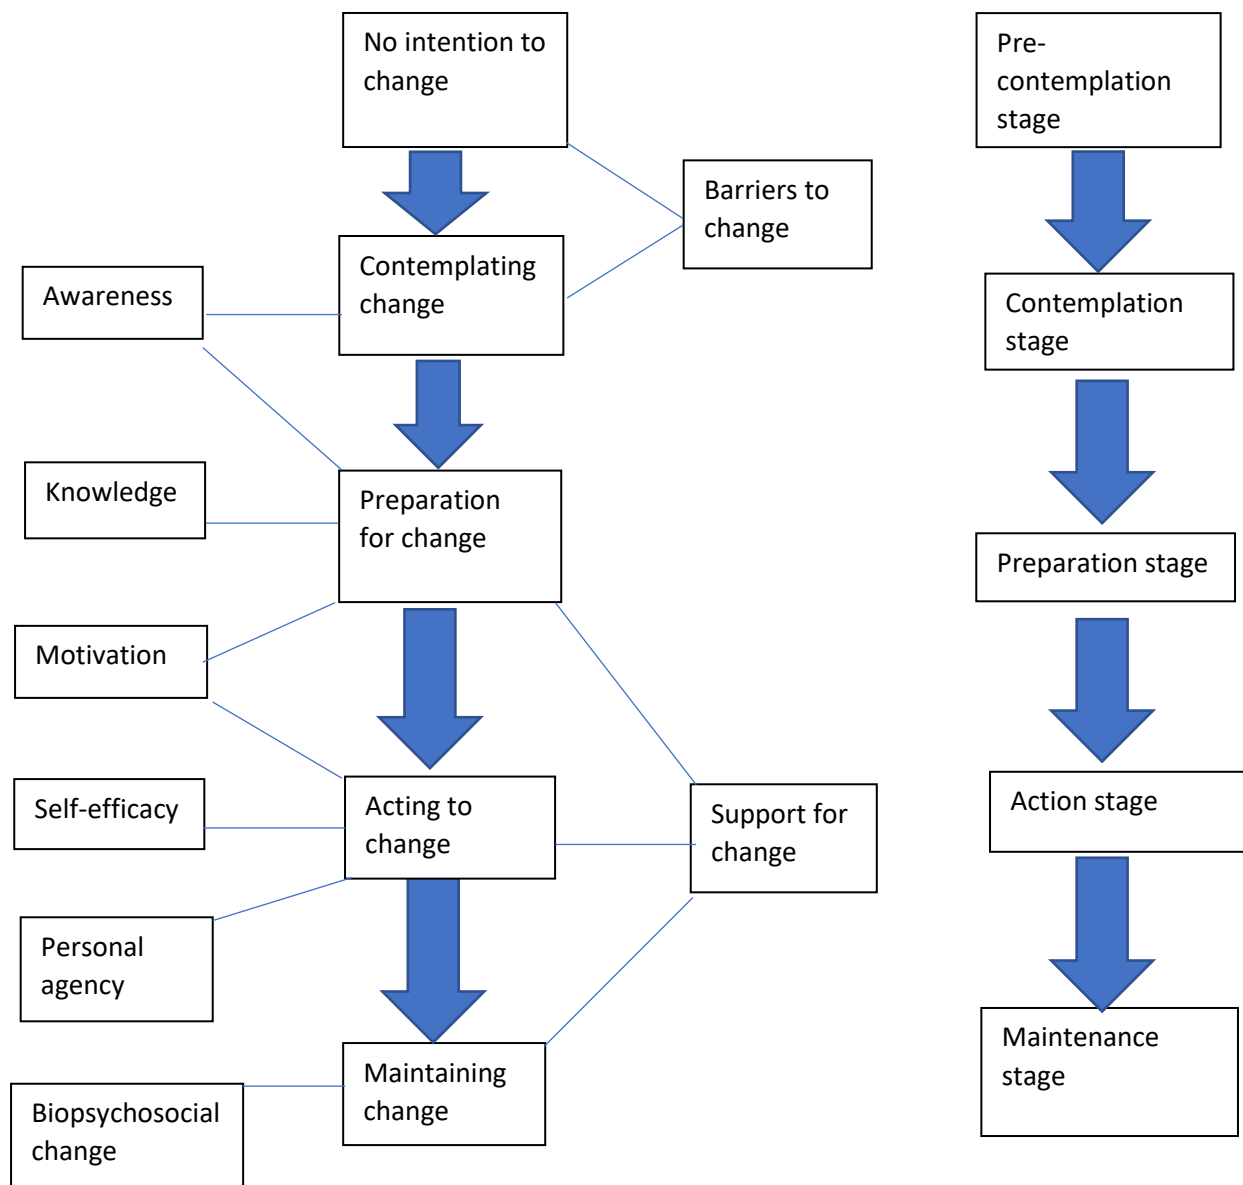 No intention to
change
Pre-
contemplation
stage
Barriers to
change
Contemplating
change
Awareness
Contemplation
stage
Knowledge
Preparation
for change
Preparation stage
Motivation
Self-efficacy
Acting to
change
Support for
change
Action stage
Personal
agency
Maintaining
change
Maintenance
stage
Biopsychosocial
change